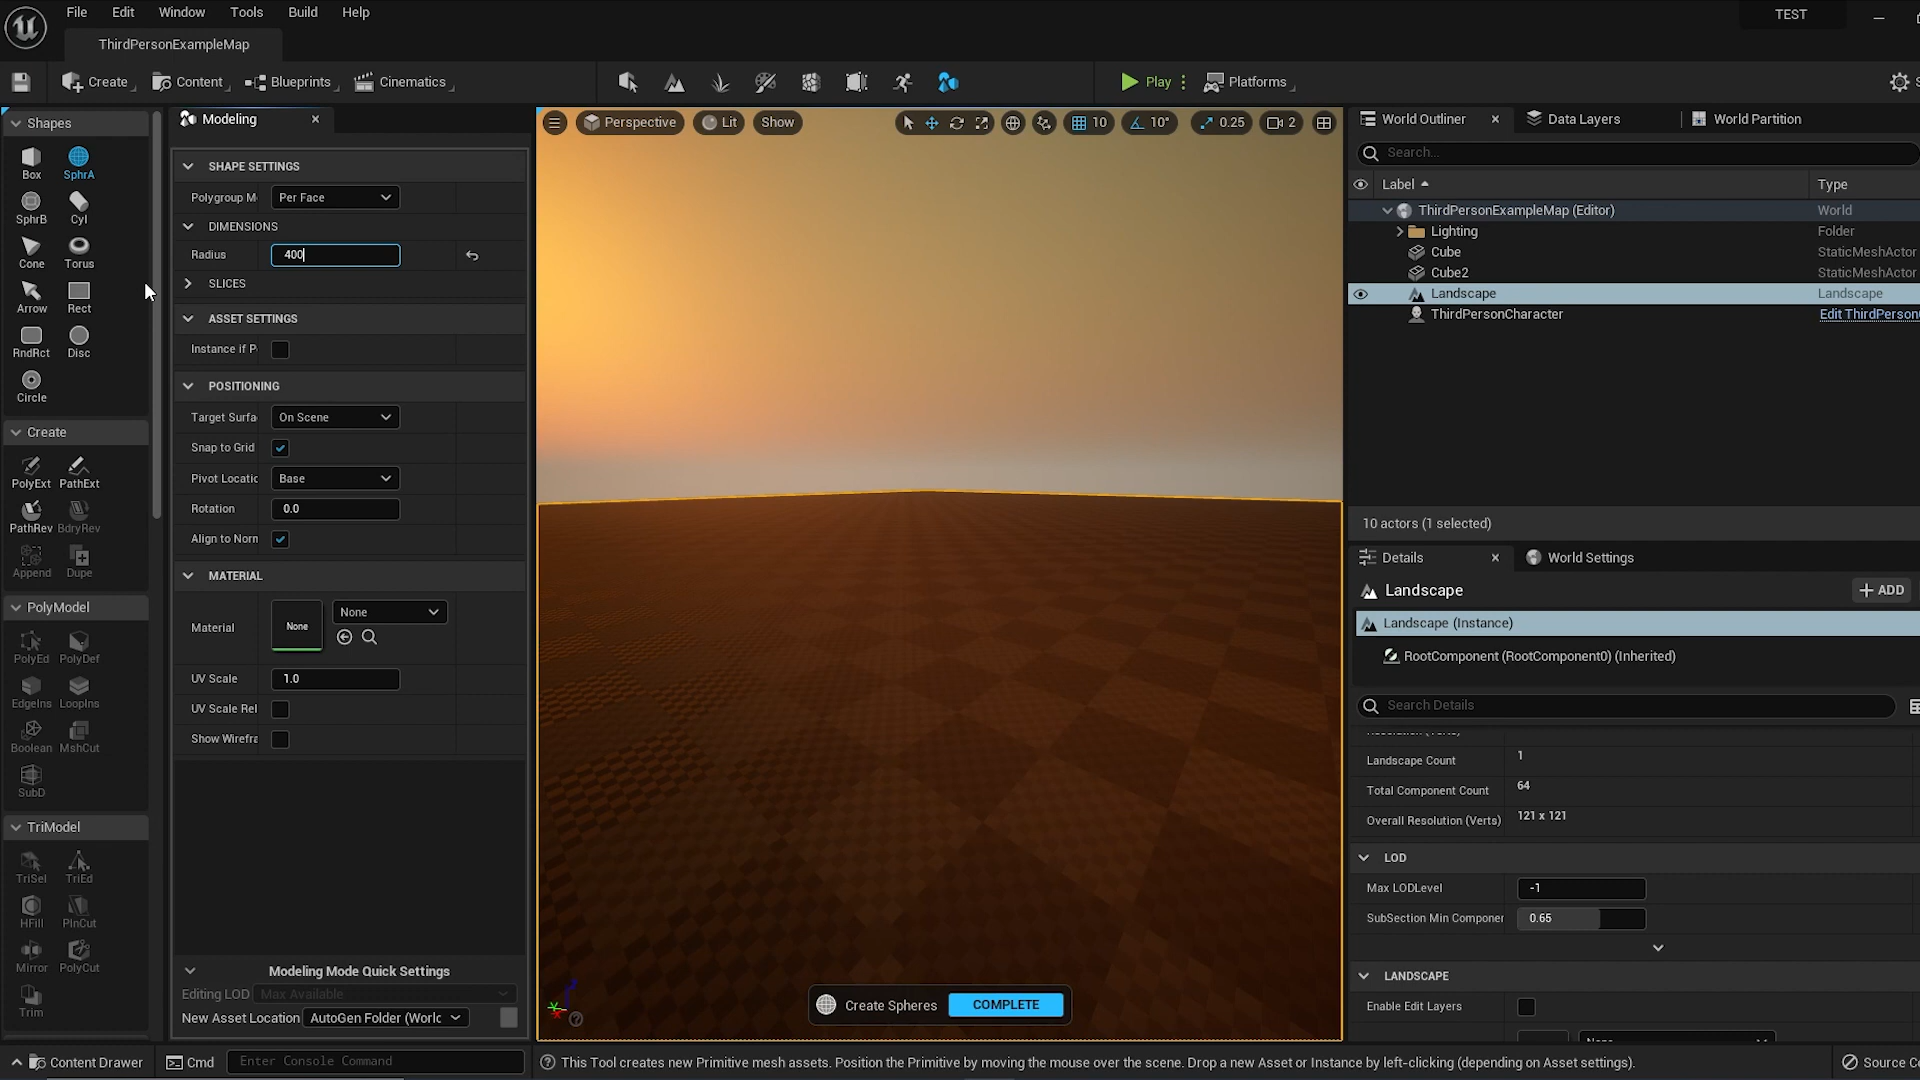 File Edit Window Tools Build Help
TEST
ThirdPersonExampleMap
Create Content Blueprints Cinematics Play Platforms
Shapes
Box SphrA
SphrB Cyl
Cone Torus
Arrow Rect
RndRct Disc
Circle
Create
PolyExt PathExt
PathRev BdryRev
Append Dupe
PolyModel
PolyEd PolyDef
EdgeIns LoopIns
Boolean MshCut
SubD
TriModel
TriSel TriEd
HFill PlnCut
Mirror PolyCut
Trim
Modeling
SHAPE SETTINGS
Polygroup M Per Face
DIMENSIONS
Radius 400
SLICES
ASSET SETTINGS
Instance if P
POSITIONING
Target Surfa On Scene
Snap to Grid
Pivot Locatic Base
Rotation 0.0
Align to Norn
MATERIAL
Material None None
UV Scale 1.0
UV Scale Rel
Show Wirefra
Modeling Mode Quick Settings
Editing LOD Max Available
New Asset Location AutoGen Folder (Worlc
Perspective Lit Show 10 10° 0.25 2
Create Spheres COMPLETE
World Outliner Data Layers World Partition
Search...
Label Type
ThirdPersonExampleMap (Editor) World
Lighting Folder
Cube StaticMeshActor
Cube2 StaticMeshActor
Landscape Landscape
ThirdPersonCharacter Edit ThirdPerson
10 actors (1 selected)
Details World Settings
Landscape ADD
Landscape (Instance)
RootComponent (RootComponent0) (Inherited)
Search Details
Landscape Count 1
Total Component Count 64
Overall Resolution (Verts) 121 x 121
LOD
Max LODLevel -1
SubSection Min Componer 0.65
LANDSCAPE
Enable Edit Layers
Content Drawer Cmd Enter Console Command
This Tool creates new Primitive mesh assets. Position the Primitive by moving the mouse over the scene. Drop a new Asset or Instance by left-clicking (depending on Asset settings).
Source Co